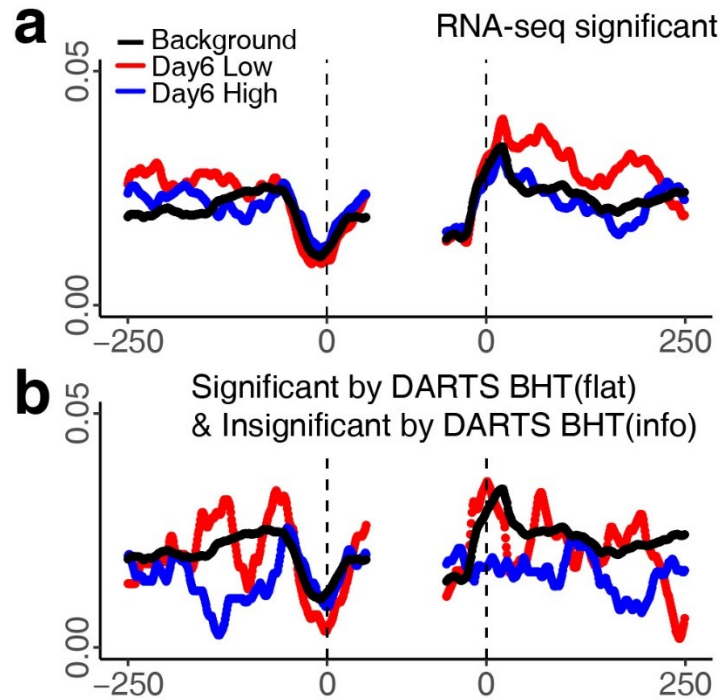 a
RNA-seq significant
Background
Day6 Low
Day6 High
0.05
0.00
−250
0
0
250
b
Significant by DARTS BHT(flat)
& Insignificant by DARTS BHT(info)
0.05
0.00
−250
0
0
250